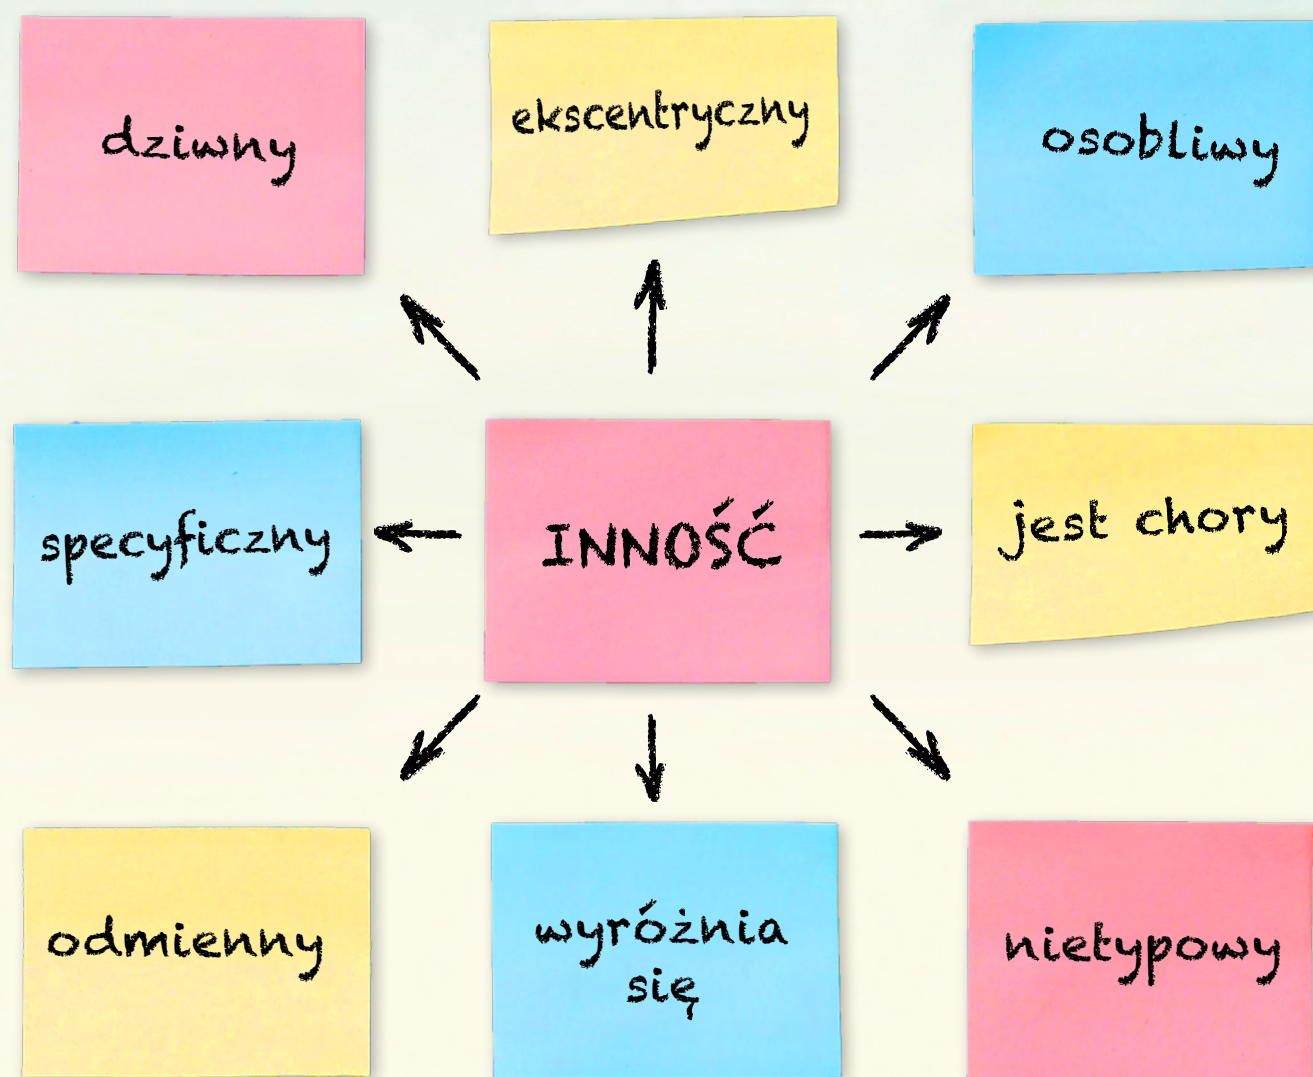 dziwny
ekscentryczny
osobliwy
specyficzny
INNOŚĆ
jest chory
odmienny
wyróżnia
się
nietypowy